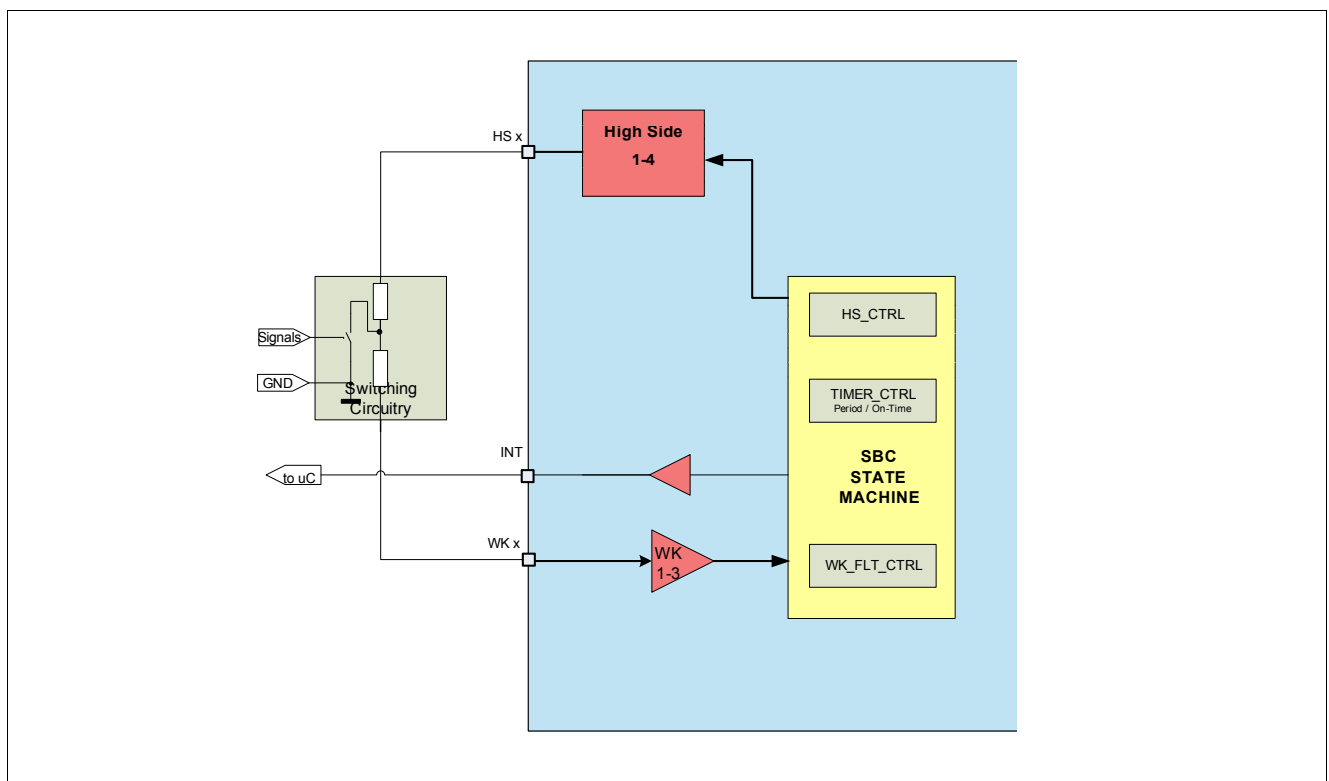 HS x
High Side
1-4
HS_CTRL
Signals
GND
Switching
Circuitry
TIMER_CTRL
Period / On-Time
SBC
STATE
MACHINE
INT
to uC
WK x
WK
1-3
WK_FLT_CTRL